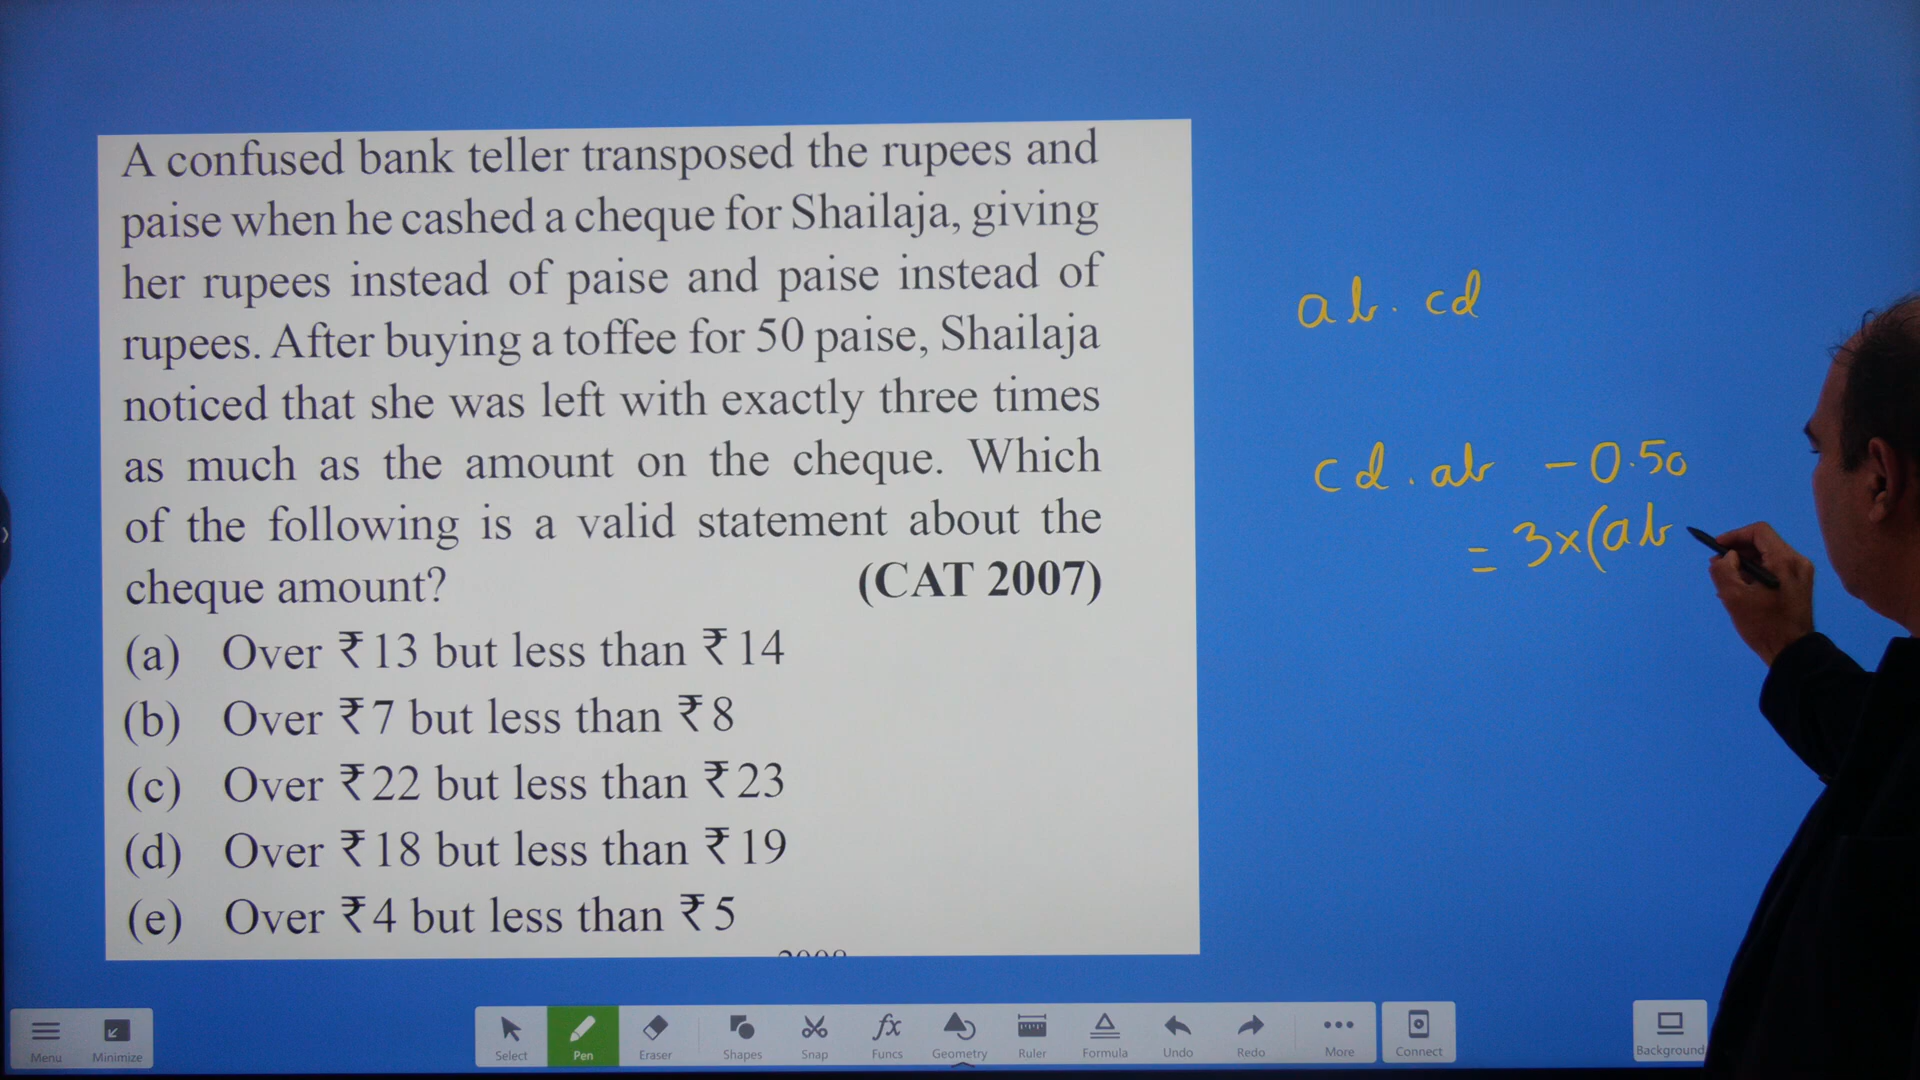 A confused bank teller transposed the rupees and
paise when he cashed a cheque for Shailaja, giving
her rupees instead of paise and paise instead of
rupees. After buying a toffee for 50 paise, Shailaja
noticed that she was left with exactly three times
as much as the amount on the cheque. Which
of the following is a valid statement about the
cheque amount? (CAT 2007)
(a) Over ₹ 13 but less than ₹ 14
(b) Over ₹ 7 but less than ₹ 8
(c) Over ₹ 22 but less than ₹ 23
(d) Over ₹ 18 but less than ₹ 19
(e) Over ₹ 4 but less than ₹ 5
ab.cd
cd.ab - 0.50
= 3×(ab
Menu Minimize Select Pen Eraser Shapes Snap Funcs Geometry Ruler Formula Undo Redo More Connect Background